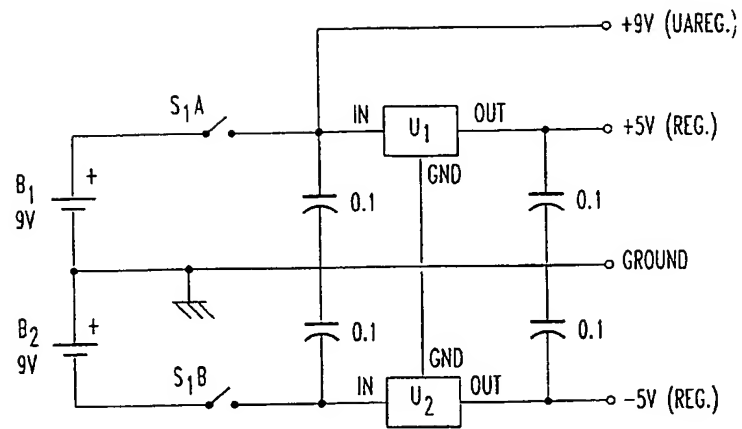 +9V (UAREG.)
S1A
IN
U1
OUT
+5V (REG.)
GND
+
B1
9V
0.1
0.1
GROUND
+
B2
9V
0.1
0.1
GND
S1B
IN
U2
OUT
-5V (REG.)